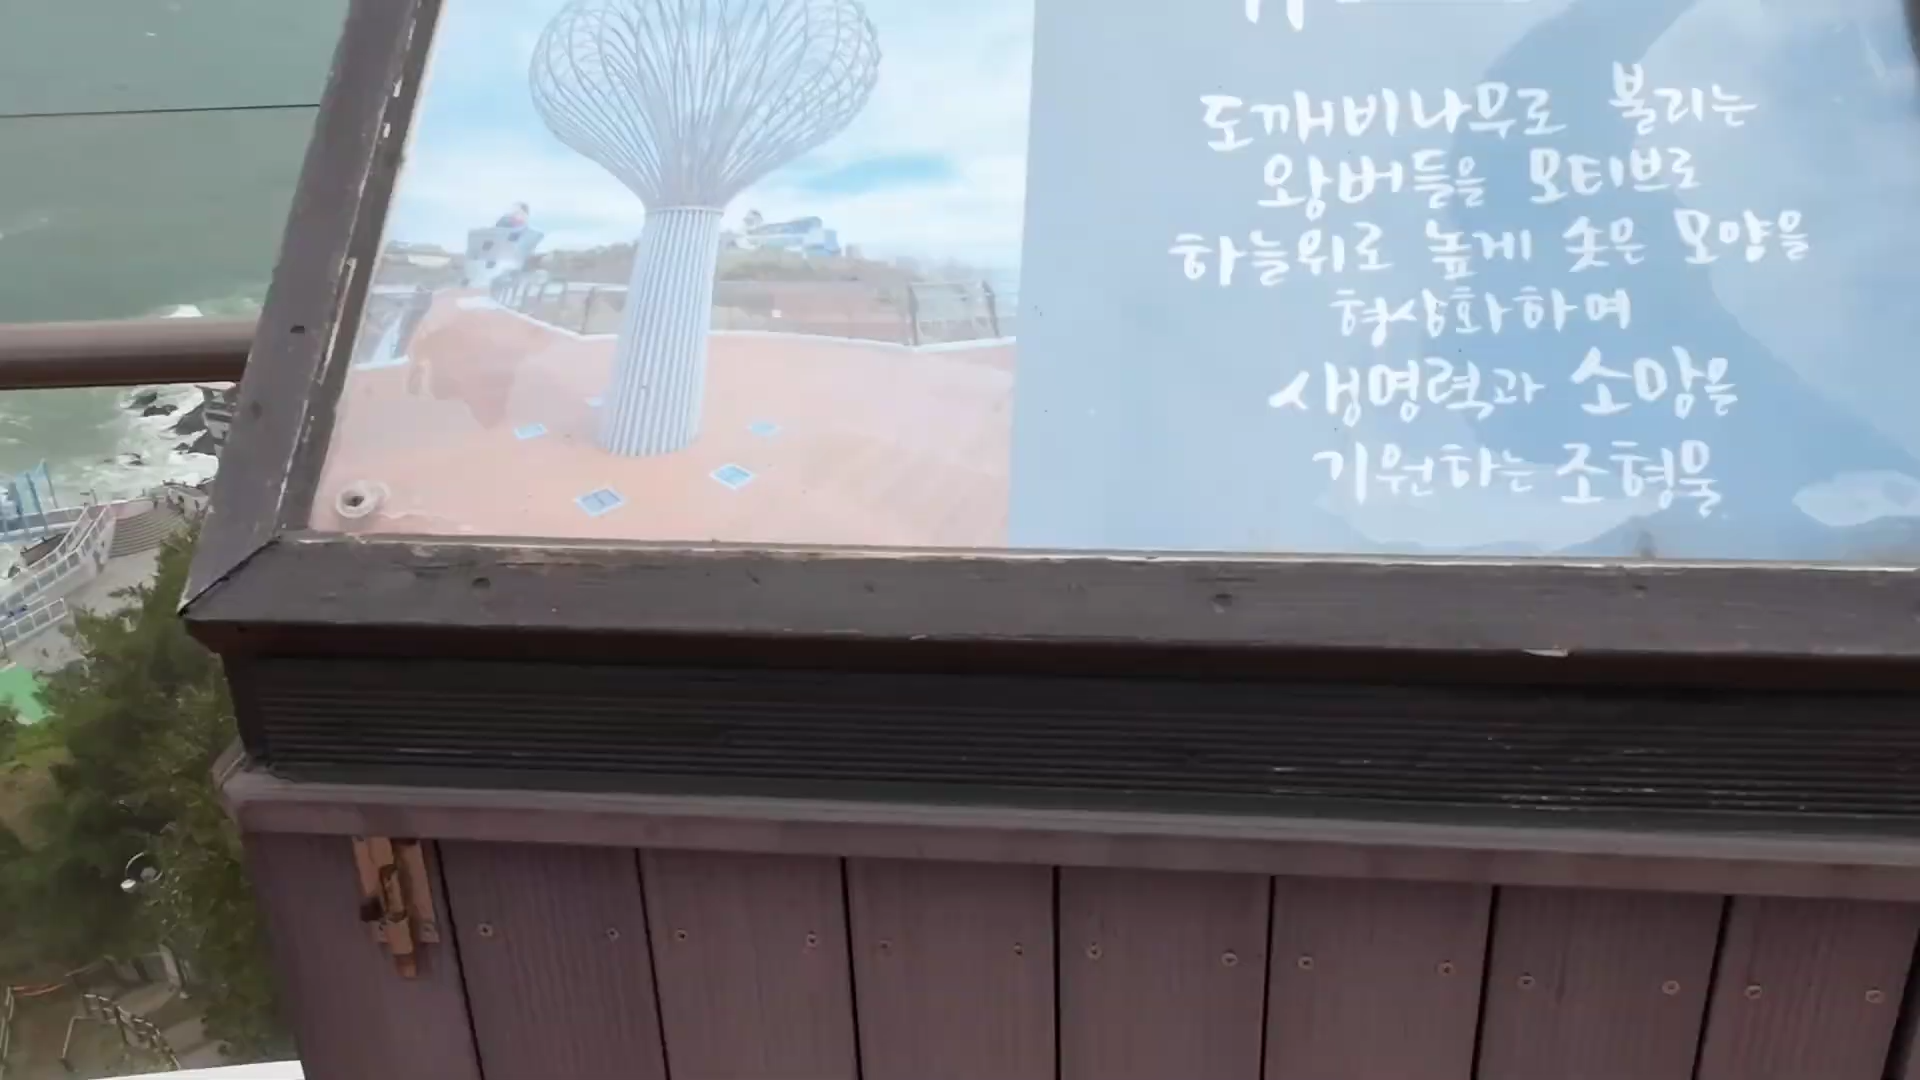 도깨비나무로 불리는
왕버들을 모티브로
하늘위로 높게 솟은 모양을
형상화하며
생명력과 소망을
기원하는 조형물